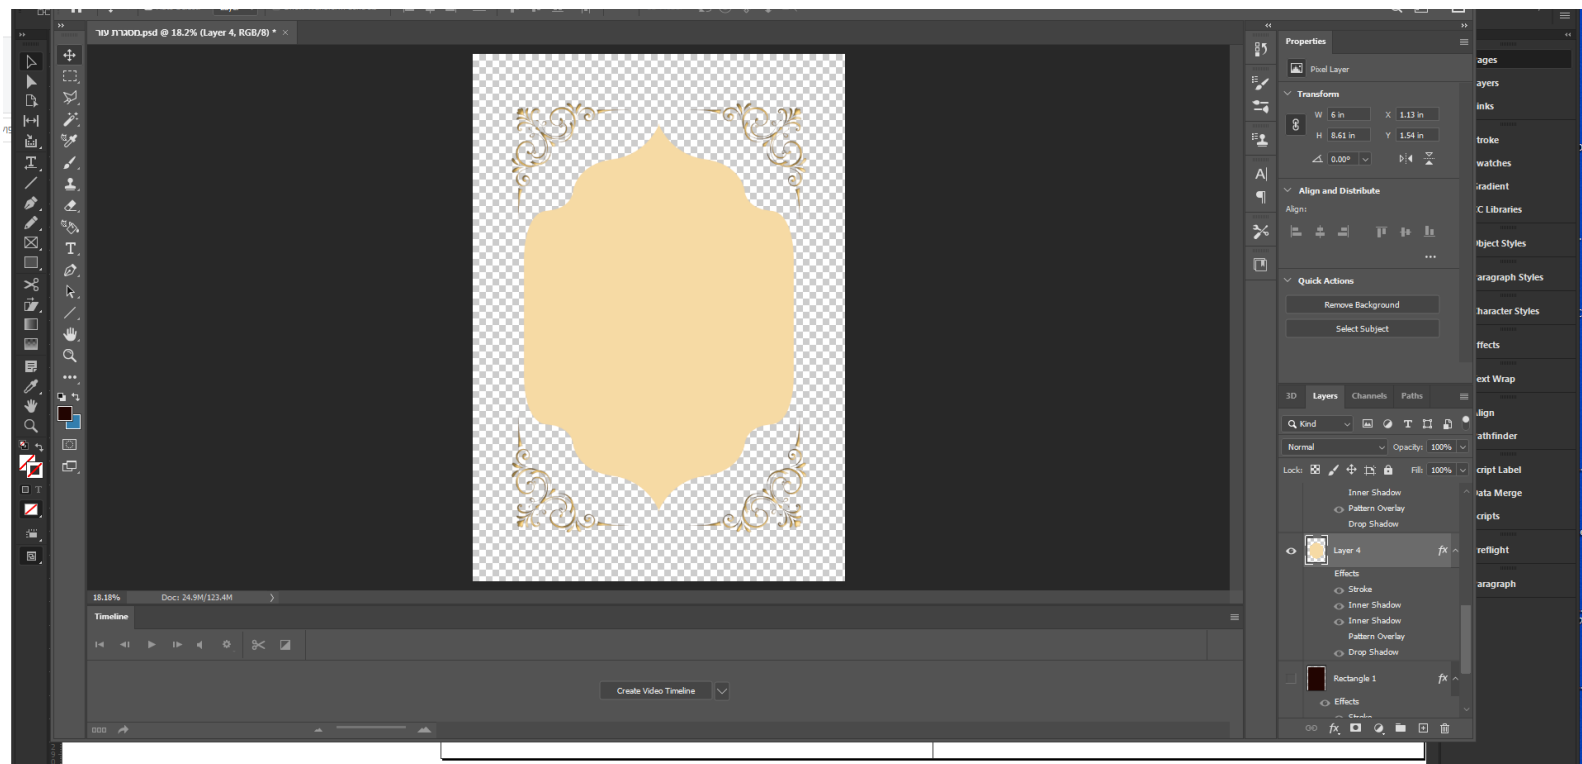 מסגרת עור.psd @ 18.2% (Layer 4, RGB/8) * ×
Properties
Pixel Layer
Transform
W 6 in X 1.13 in
H 8.61 in Y 1.54 in
0.00°
Align and Distribute
Align:
Quick Actions
Remove Background
Select Subject
3D Layers Channels Paths
Kind
Normal Opacity: 100%
Lock: Fill: 100%
Inner Shadow
Pattern Overlay
Drop Shadow
Layer 4 fx
Effects
Stroke
Inner Shadow
Inner Shadow
Pattern Overlay
Drop Shadow
Rectangle 1 fx
Effects
18.18% Doc: 24.9M/123.4M
Timeline
Create Video Timeline
ages
ayers
inks
troke
watches
radient
C Libraries
bject Styles
aragraph Styles
haracter Styles
ffects
ext Wrap
lign
athfinder
cript Label
ata Merge
cripts
reflight
aragraph